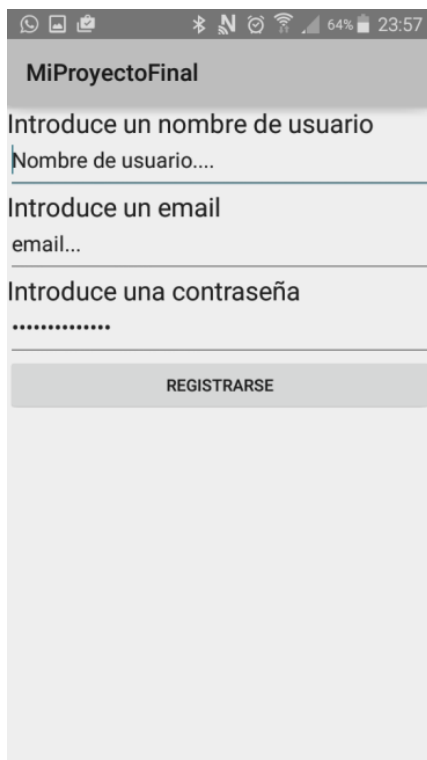 64% 23:57
MiProyectoFinal
Introduce un nombre de usuario
Nombre de usuario....
Introduce un email
email...
Introduce una contraseña
••••••••••••••
REGISTRARSE